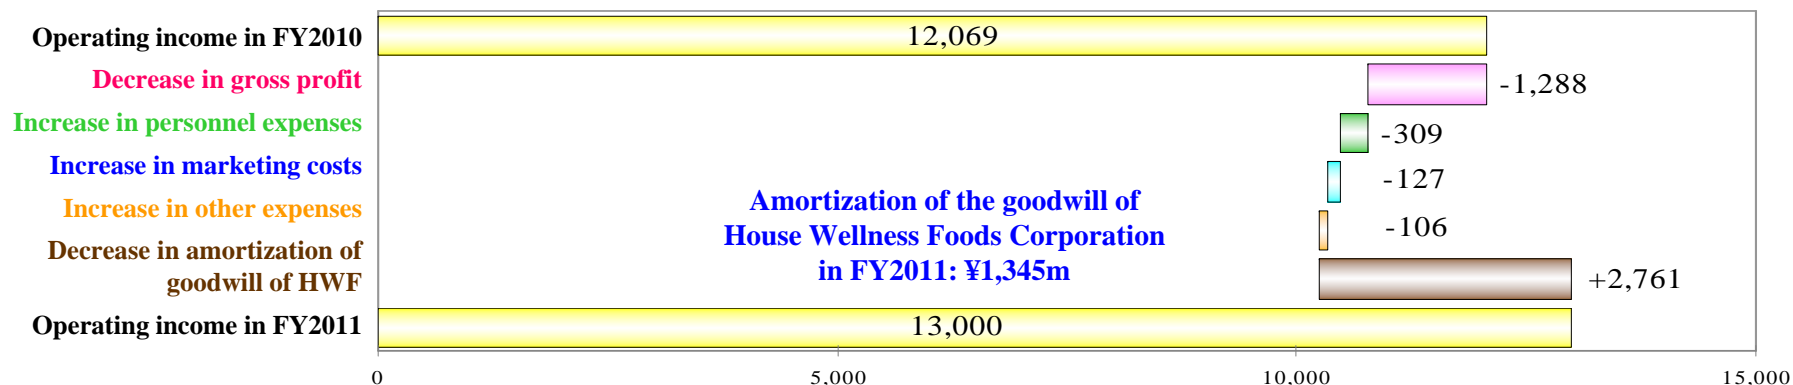 Operating income in FY2010
12,069
Decrease in gross profit
-1,288
Increase in personnel expenses
-309
Increase in marketing costs
-127
Increase in other expenses
-106
Decrease in amortization of
goodwill of HWF
+2,761
Amortization of the goodwill of
House Wellness Foods Corporation
in FY2011: ¥1,345m
Operating income in FY2011
13,000
0
5,000
10,000
15,000